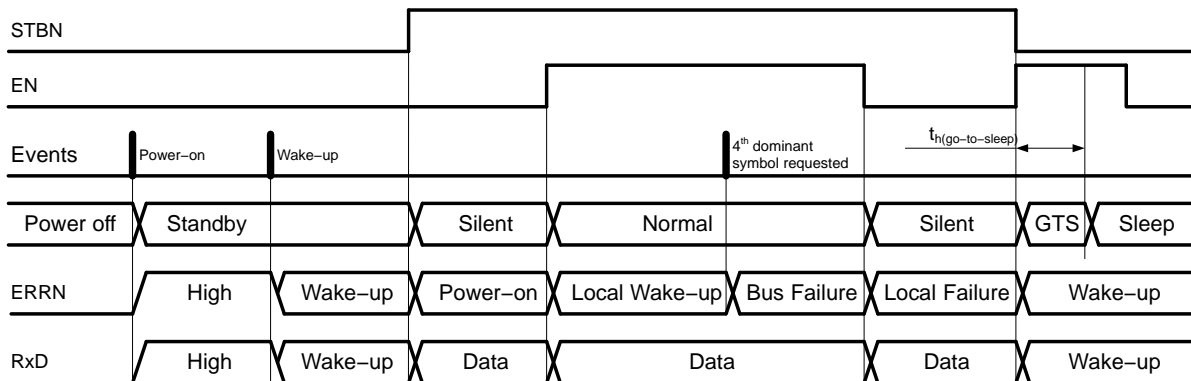 STBN
EN
t_h(go−to−sleep)
Events Power−on Wake−up 4th dominant
symbol requested
Power off Standby Silent Normal Silent GTS Sleep
ERRN High Wake−up Power−on Local Wake−up Bus Failure Local Failure Wake−up
RxD High Wake−up Data Data Data Wake−up